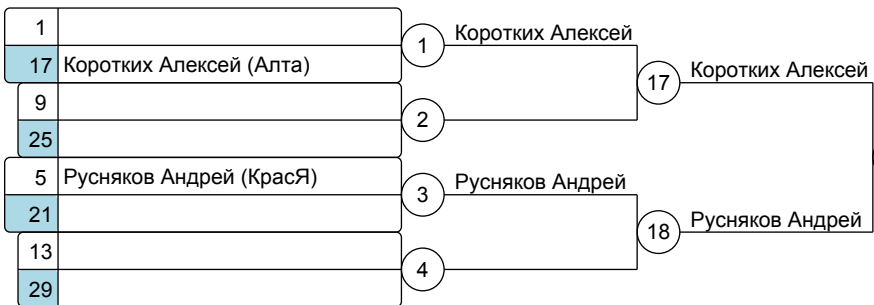 1
17 Коротких Алексей (Алта)
1 Коротких Алексей
9
25
2
17 Коротких Алексей
5 Русняков Андрей (КрасЯ)
21
3 Русняков Андрей
13
29
4
18 Русняков Андрей